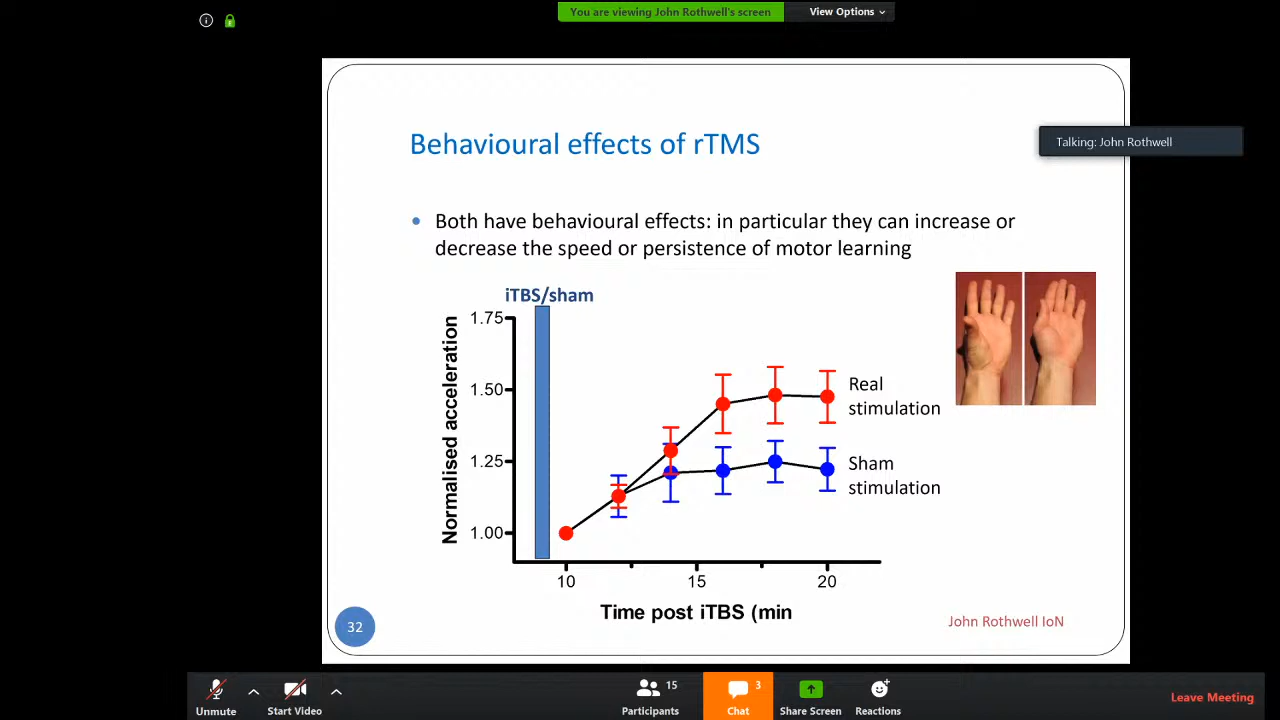 You are viewing John Rothwell's screen
View Options
Behavioural effects of rTMS
Talking: John Rothwell
Both have behavioural effects: in particular they can increase or
decrease the speed or persistence of motor learning
iTBS/sham
Normalised acceleration
1.75
1.50
1.25
1.00
Real
stimulation
Sham
stimulation
10
15
20
Time post iTBS (min
32
John Rothwell IoN
Unmute
Start Video
15
Participants
3
Chat
Share Screen
Reactions
Leave Meeting